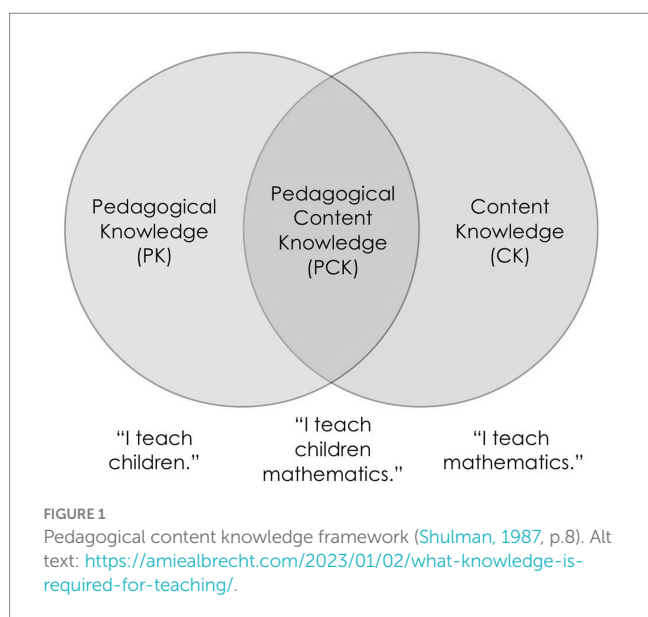 Pedagogical
Knowledge
(PK)
Pedagogical
Content
Knowledge
(PCK)
Content
Knowledge
(CK)
“I teach
children.”
“I teach
children
mathematics.”
“I teach
mathematics.”
FIGURE 1
Pedagogical content knowledge framework (Shulman, 1987, p.8). Alt
text: https://amiealbrecht.com/2023/01/02/what-knowledge-is-
required-for-teaching/.